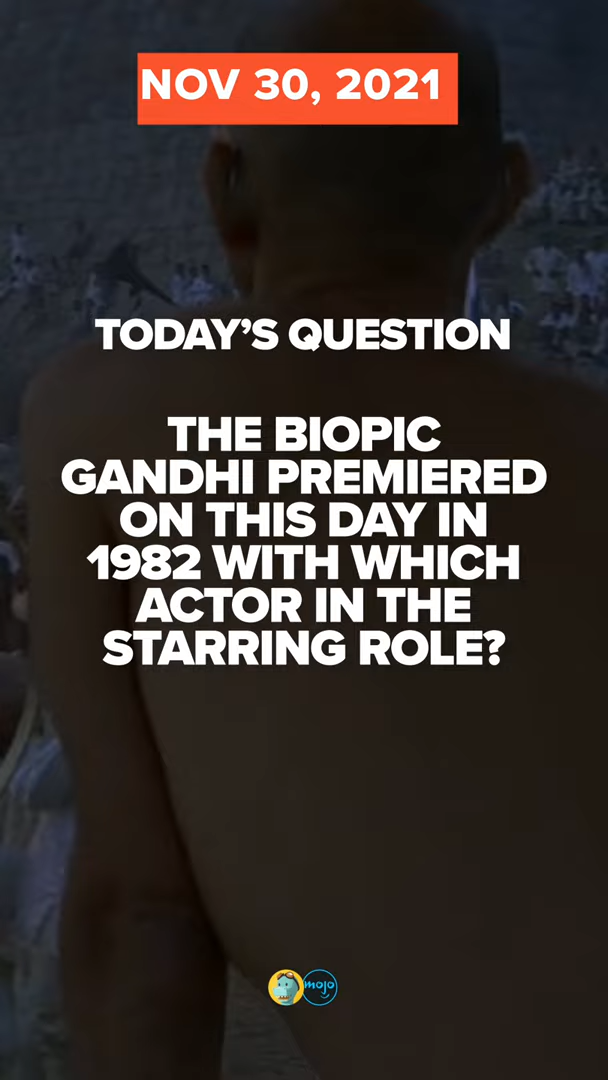 NOV 30, 2021
TODAY'S QUESTION
THE BIOPIC
GANDHI PREMIERED
ON THIS DAY IN
1982 WITH WHICH
ACTOR IN THE
STARRING ROLE?
mojo